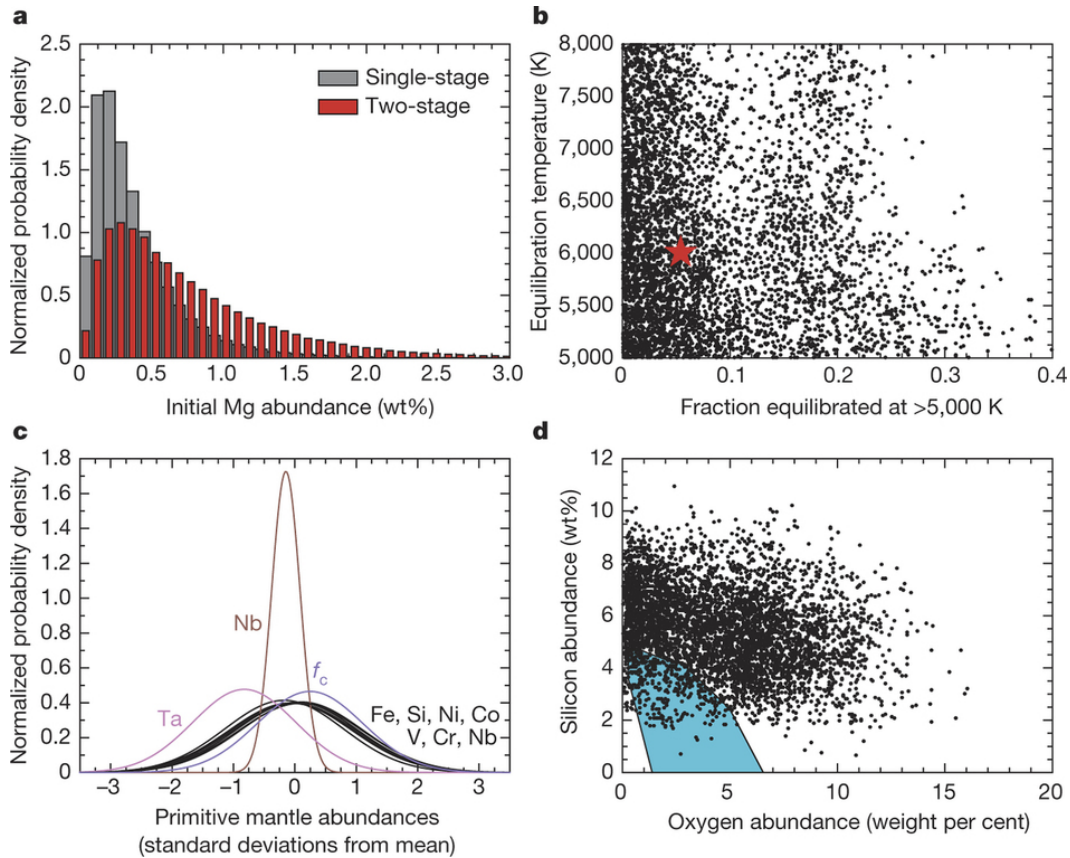 a
2.5
2.0
1.5
1.0
0.5
0
Normalized probability density
Single-stage
Two-stage
0 0.5 1.0 1.5 2.0 2.5 3.0
Initial Mg abundance (wt%)
b
8,000
7,500
7,000
6,500
6,000
5,500
5,000
Equilibration temperature (K)
0 0.1 0.2 0.3 0.4
Fraction equilibrated at >5,000 K
c
1.8
1.6
1.4
1.2
1.0
0.8
0.6
0.4
0.2
0
Normalized probability density
Nb
fc
Ta
Fe, Si, Ni, Co
V, Cr, Nb
−3 −2 −1 0 1 2 3
Primitive mantle abundances
(standard deviations from mean)
d
12
10
8
6
4
2
0
Silicon abundance (wt%)
0 5 10 15 20
Oxygen abundance (weight per cent)